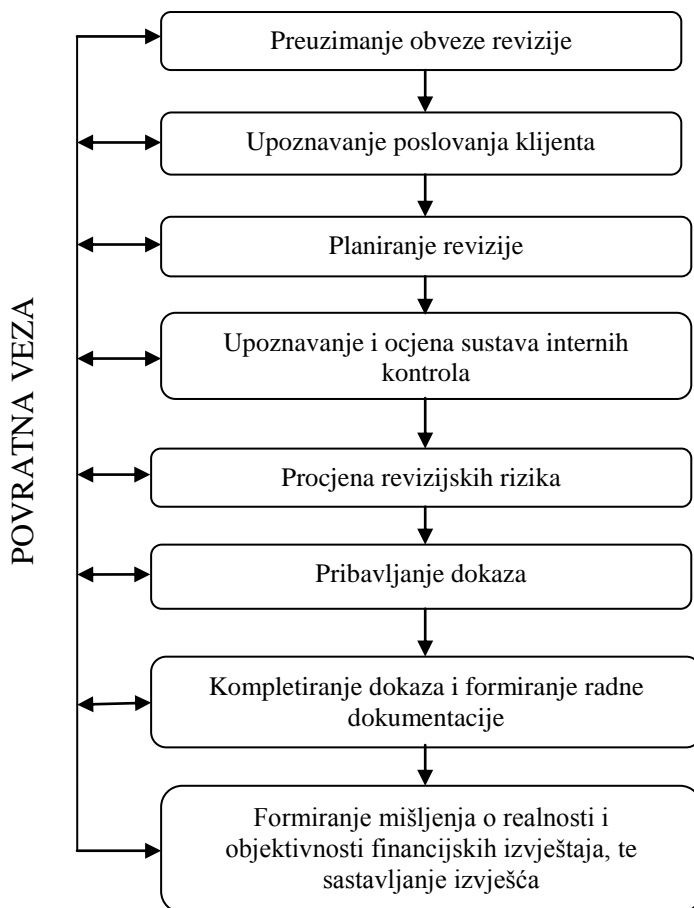 Preuzimanje obveze revizije
Upoznavanje poslovanja klijenta
Planiranje revizije
Upoznavanje i ocjena sustava internih
kontrola
Procjena revizijskih rizika
Pribavljanje dokaza
Kompletiranje dokaza i formiranje radne
dokumentacije
Formiranje mišljenja o realnosti i
objektivnosti financijskih izvještaja, te
sastavljanje izvješća
POVRATNA VEZA